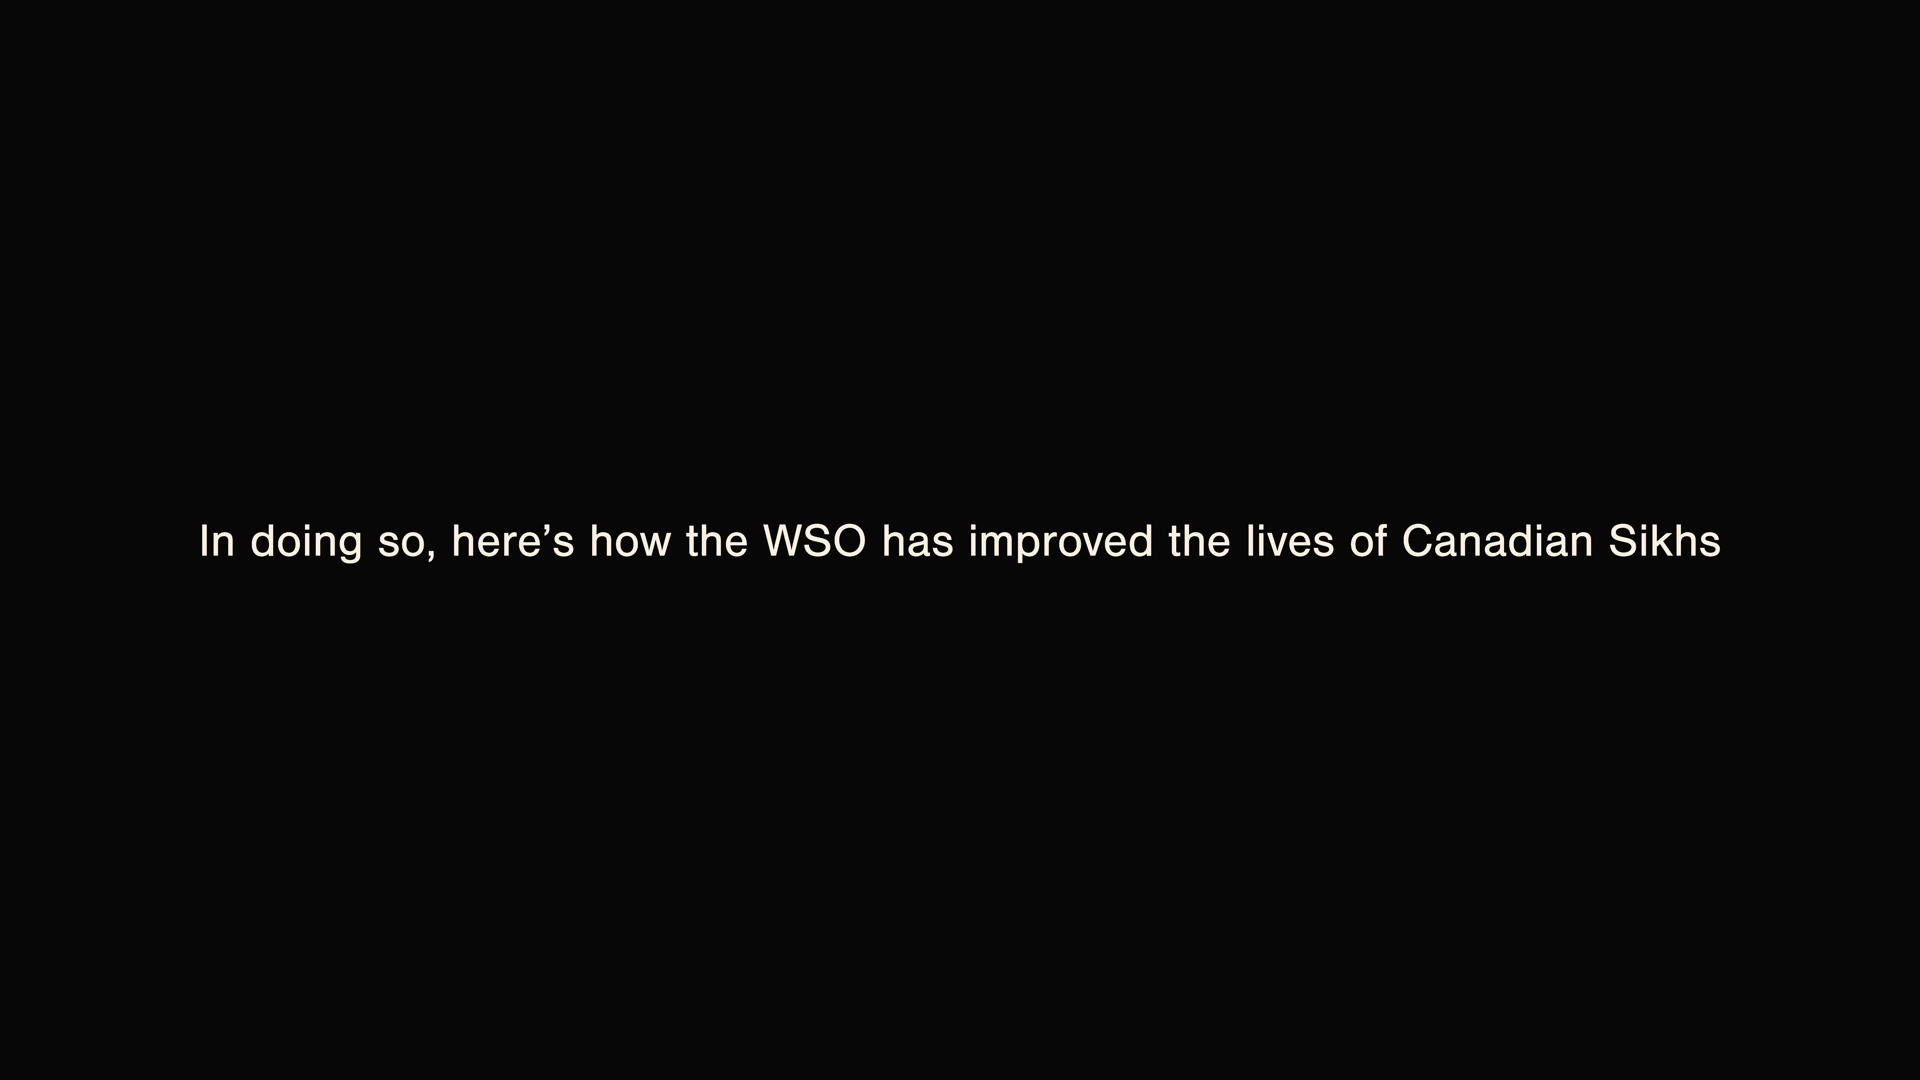 In doing so, here’s how the WSO has improved the lives of Canadian Sikhs